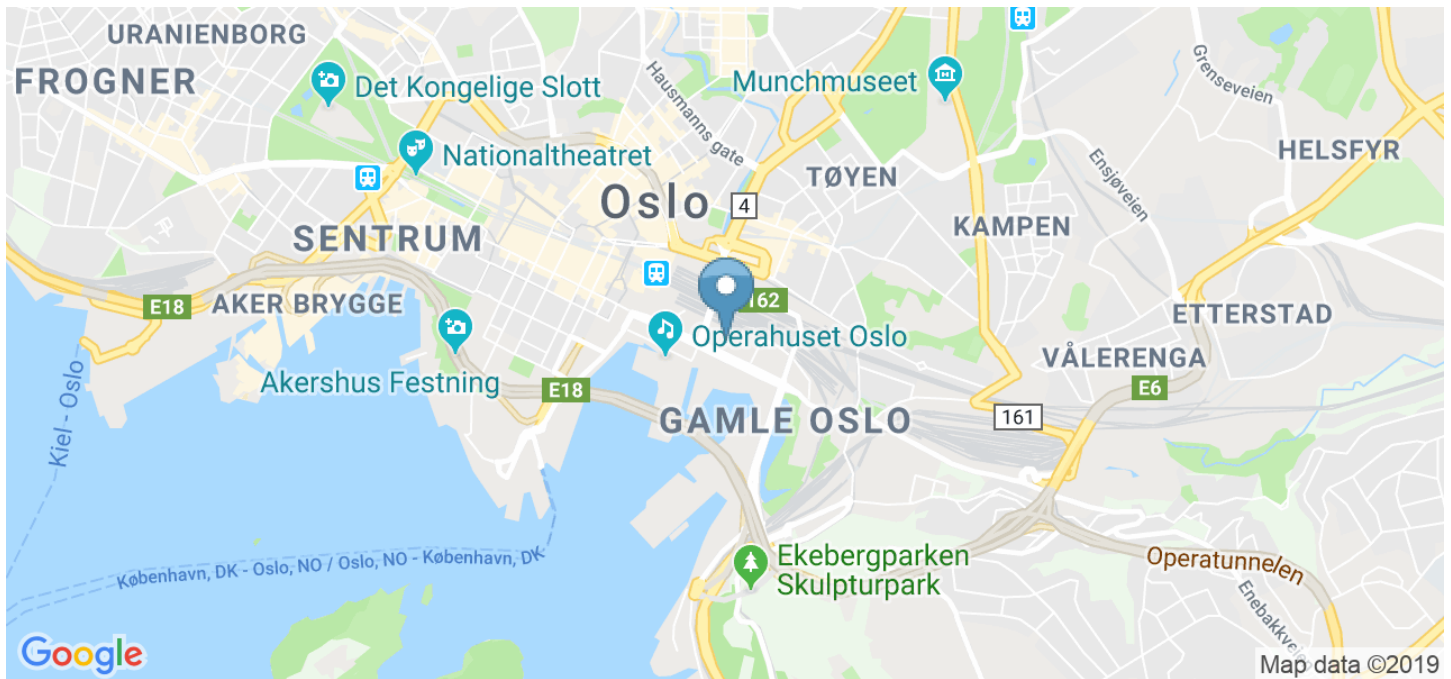 URANIENBORG
FROGNER
Det Kongelige Slott
Hausmanns gate
Munchmuseet
Grenseveien
Nationaltheatret
TØYEN
Ensjøveien
HELSFYR
Oslo
4
SENTRUM
KAMPEN
E18
AKER BRYGGE
162
ETTERSTAD
Operahuset Oslo
VÅLERENGA
Akershus Festning
E18
E6
Kiel - Oslo
GAMLE OSLO
161
København, DK - Oslo, NO / Oslo, NO - København, DK
Ekebergparken
Skulpturpark
Operatunnelen
Enebakkveien
Google
Map data ©2019